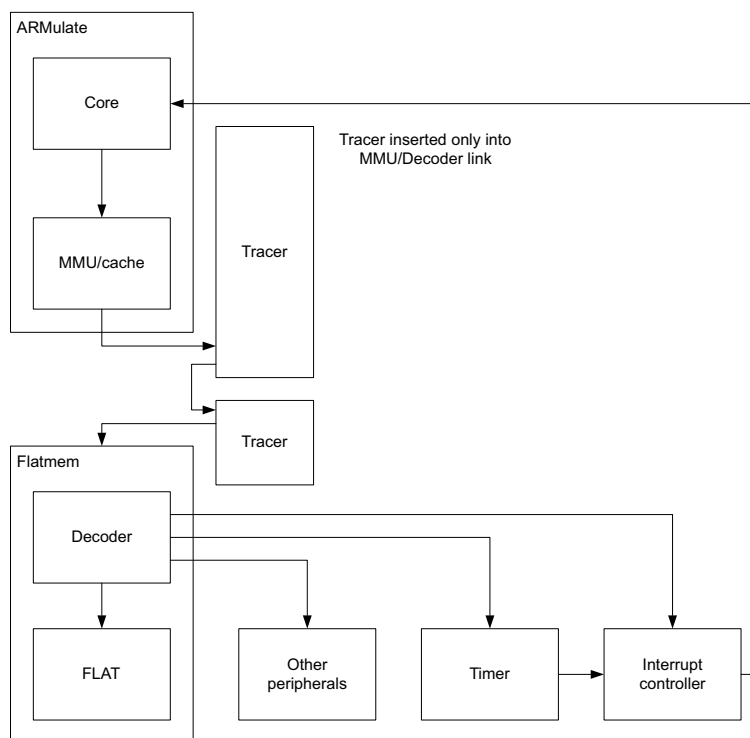 ARMulate
Core
Tracer inserted only into
MMU/Decoder link
MMU/cache
Tracer
Tracer
Flatmem
Decoder
FLAT
Other
peripherals
Timer
Interrupt
controller